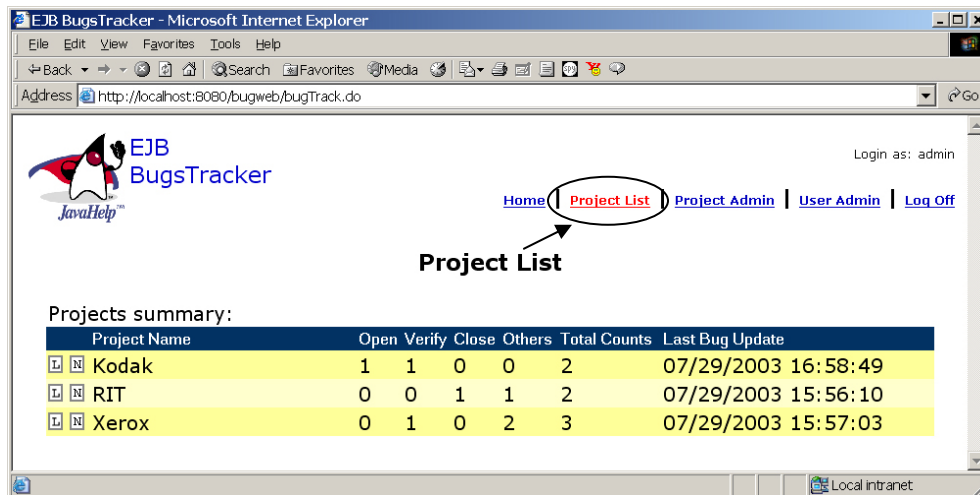 EJB BugsTracker - Microsoft Internet Explorer
File Edit View Favorites Tools Help
Back Search Favorites Media
Address http://localhost:8080/bugweb/bugTrack.do Go
EJB
BugsTracker
JavaHelp™
Login as: admin
Home | Project List | Project Admin | User Admin | Log Off
Project List
Projects summary:
Project Name Open Verify Close Others Total Counts Last Bug Update
L N Kodak 1 1 0 0 2 07/29/2003 16:58:49
L N RIT 0 0 1 1 2 07/29/2003 15:56:10
L N Xerox 0 1 0 2 3 07/29/2003 15:57:03
Local intranet